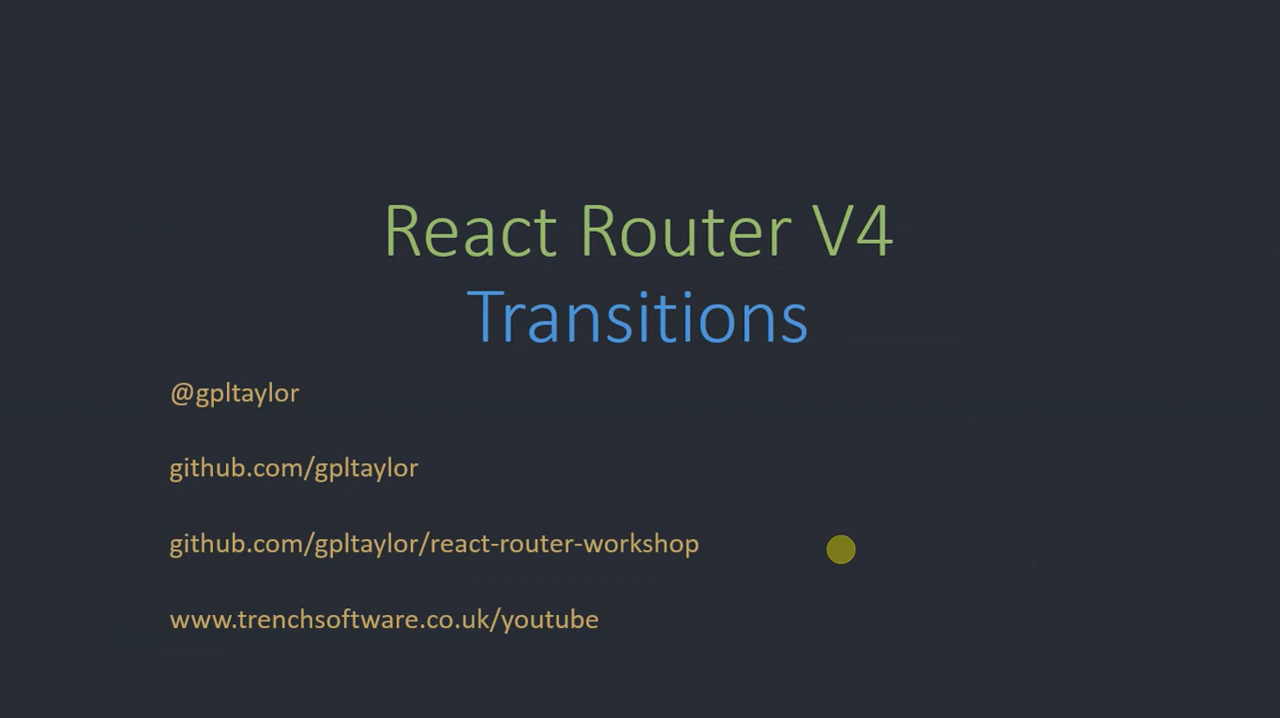 React Router V4
Transitions
@gpltaylor
github.com/gpltaylor
github.com/gpltaylor/react-router-workshop
www.trenchsoftware.co.uk/youtube